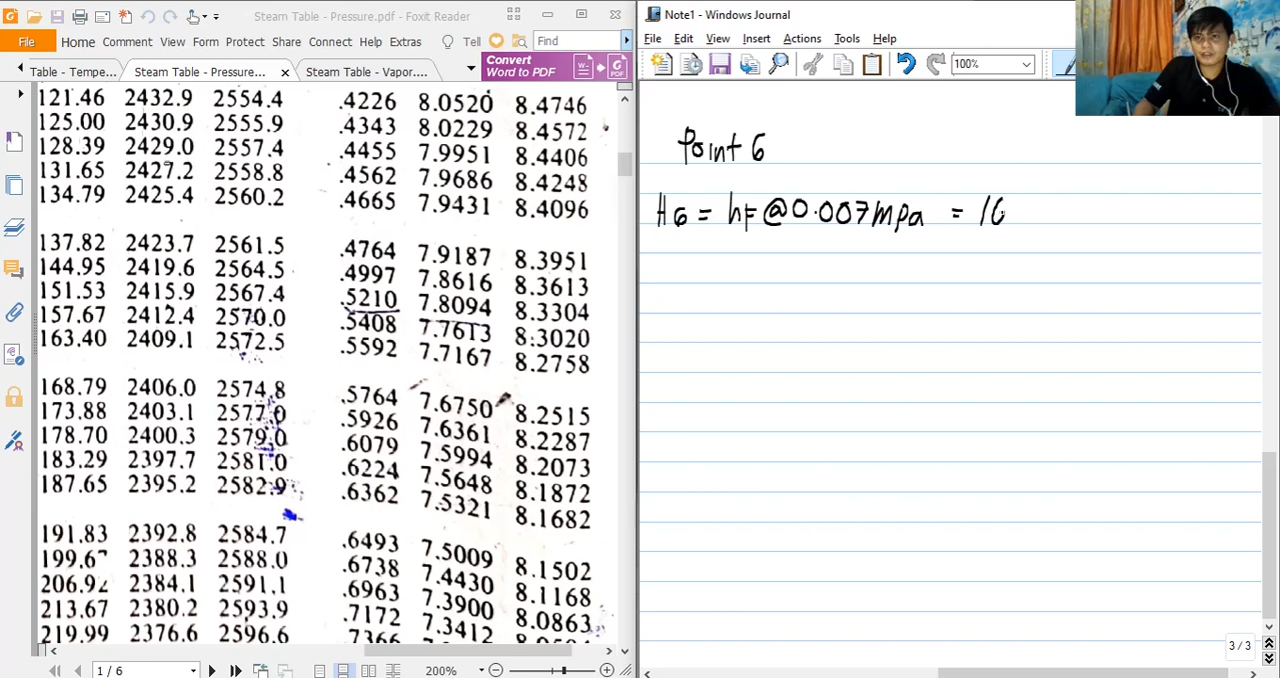 Steam Table - Pressure.pdf - Foxit Reader
File Home Comment View Form Protect Share Connect Help Extras Tell Find
Table - Tempe... Steam Table - Pressure... Steam Table - Vapor....
Convert
Word to PDF
121.46 2432.9 2554.4 .4226 8.0520 8.4746
125.00 2430.9 2555.9 .4343 8.0229 8.4572
128.39 2429.0 2557.4 .4455 7.9951 8.4406
131.65 2427.2 2558.8 .4562 7.9686 8.4248
134.79 2425.4 2560.2 .4665 7.9431 8.4096
137.82 2423.7 2561.5 .4764 7.9187 8.3951
144.95 2419.6 2564.5 .4997 7.8616 8.3613
151.53 2415.9 2567.4 .5210 7.8094 8.3304
157.67 2412.4 2570.0 .5408 7.7613 8.3020
163.40 2409.1 2572.5 .5592 7.7167 8.2758
168.79 2406.0 2574.8 .5764 7.6750 8.2515
173.88 2403.1 2577.0 .5926 7.6361 8.2287
178.70 2400.3 2579.0 .6079 7.5994 8.2073
183.29 2397.7 2581.0 .6224 7.5648 8.1872
187.65 2395.2 2582.9 .6362 7.5321 8.1682
191.83 2392.8 2584.7 .6493 7.5009 8.1502
199.67 2388.3 2588.0 .6738 7.4430 8.1168
206.92 2384.1 2591.1 .6963 7.3900 8.0863
213.67 2380.2 2593.9 .7172 7.3412
219.99 2376.6 2596.6 .7366
1 / 6 200%
Note1 - Windows Journal
File Edit View Insert Actions Tools Help
100%
Point 6
H6 = hF@0.007mpa = 16
3 / 3